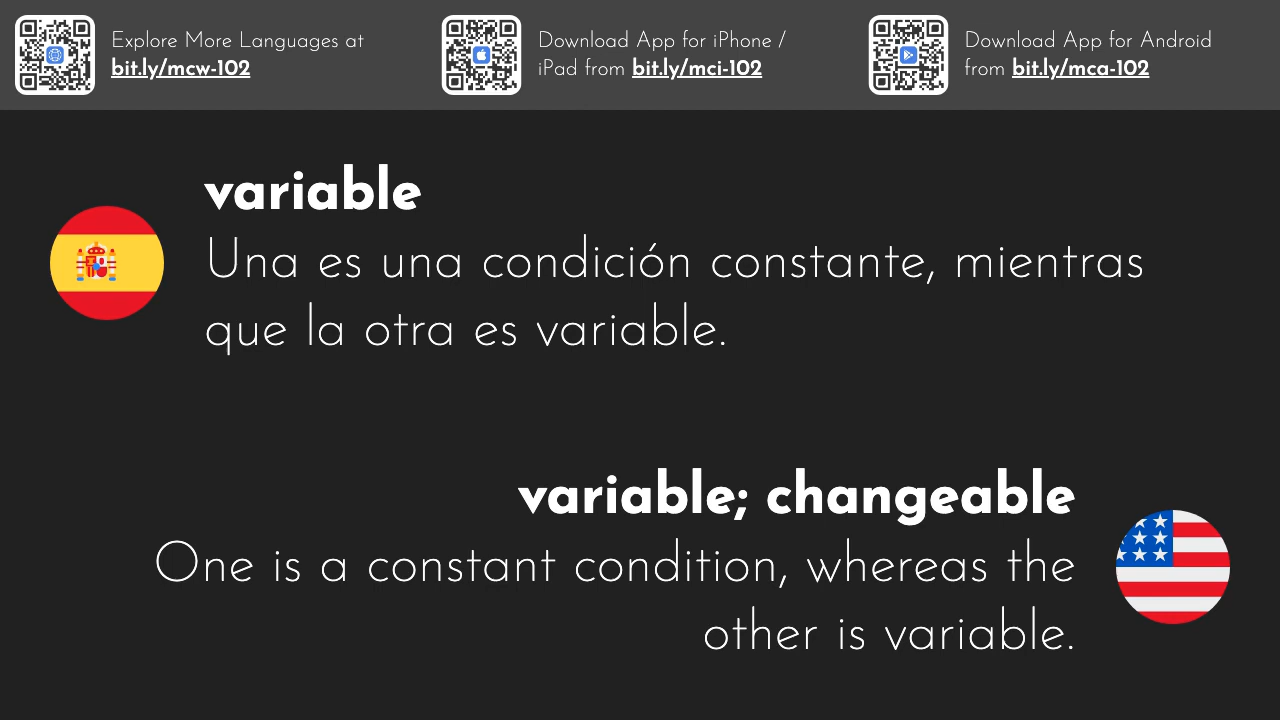 Explore More Languages at
bit.ly/mcw-102
Download App for iPhone /
iPad from bit.ly/mci-102
Download App for Android
from bit.ly/mca-102
variable
Una es una condición constante, mientras
que la otra es variable.
variable; changeable
One is a constant condition, whereas the
other is variable.